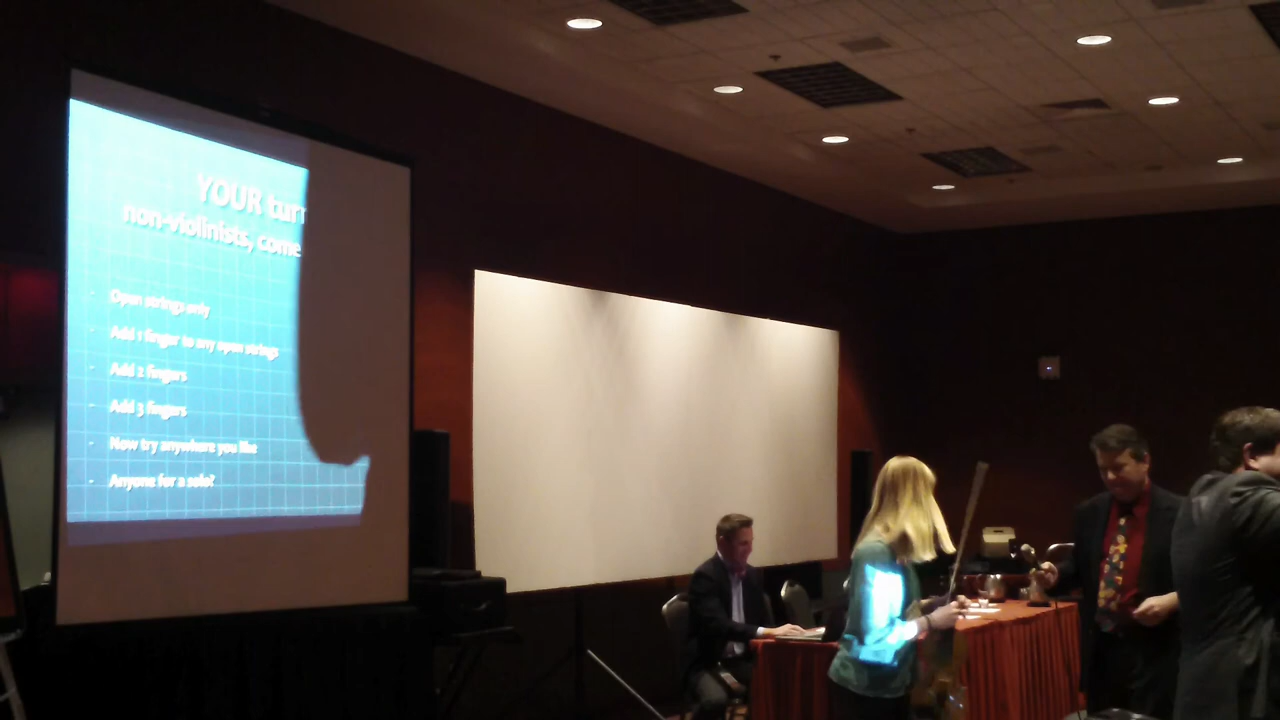 YOUR turn
non-violinists, come
Open strings only
Add 1 finger to any open strings
Add 2 fingers
Add 3 fingers
Now try anywhere you like
Anyone for a solo?